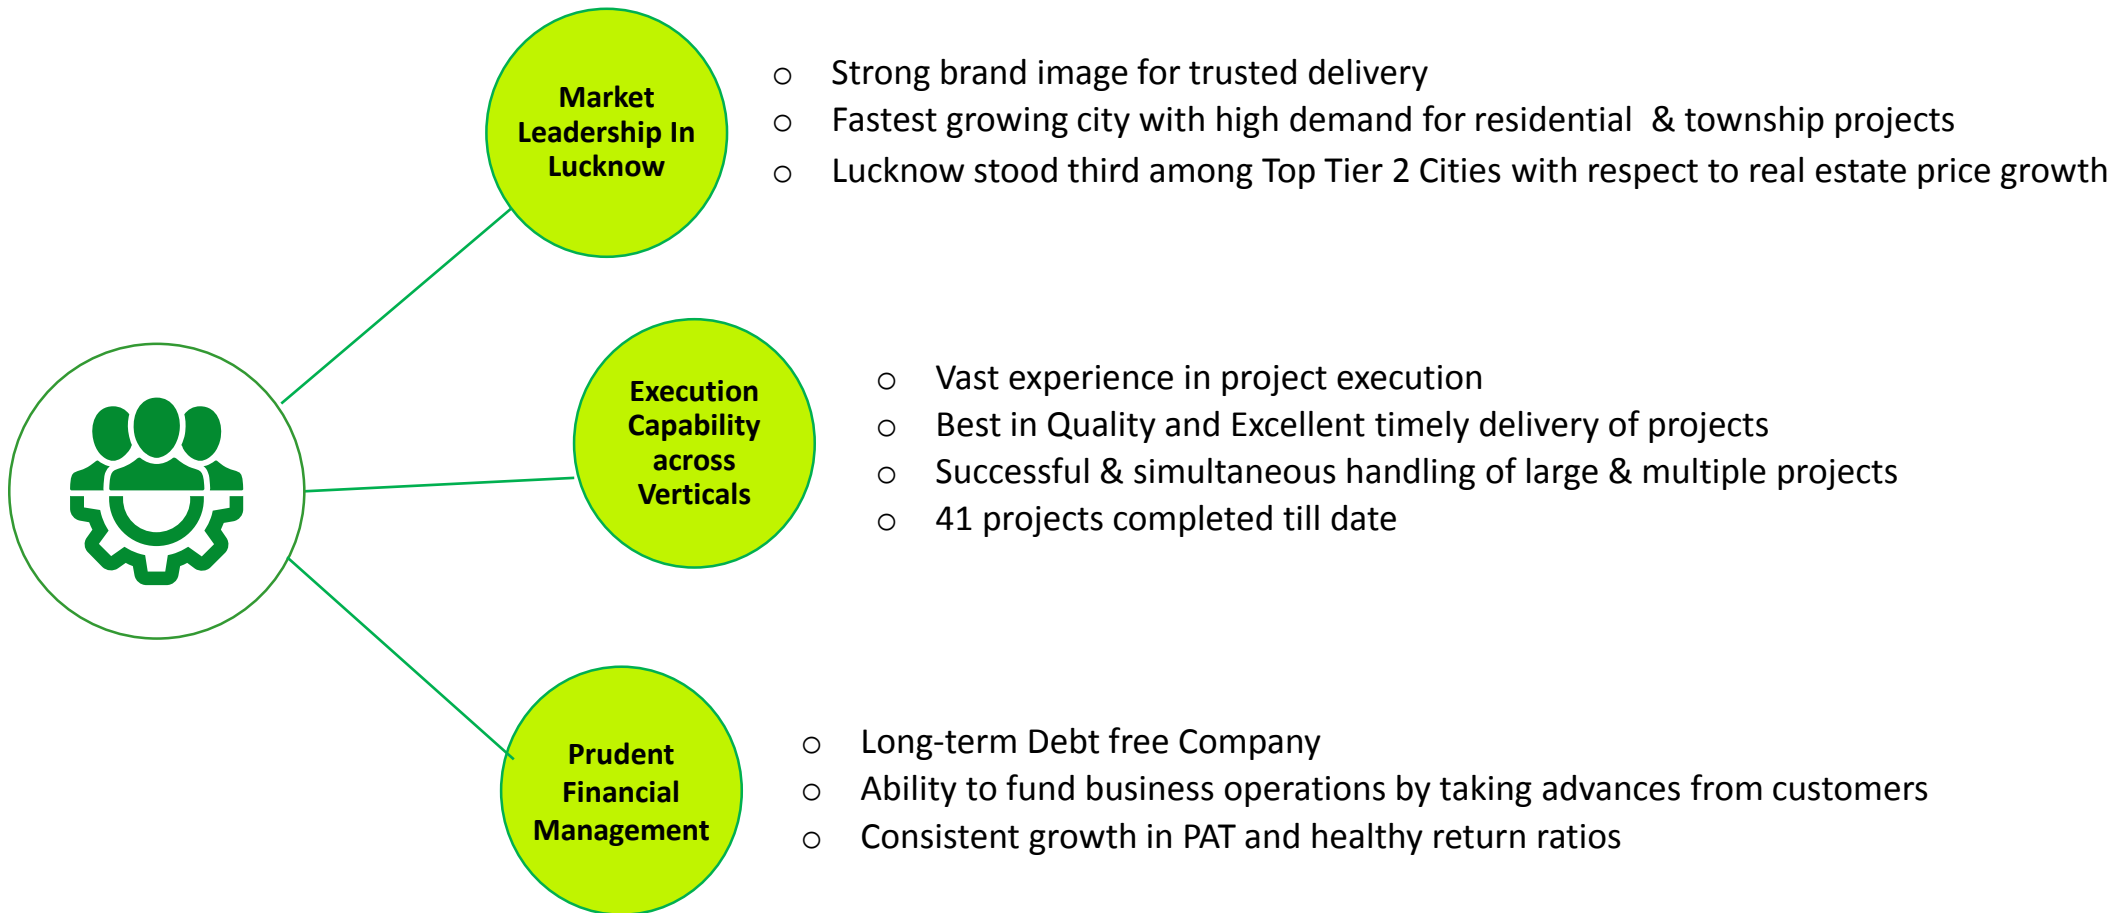 Market
Leadership In
Lucknow
○ Strong brand image for trusted delivery
○ Fastest growing city with high demand for residential & township projects
○ Lucknow stood third among Top Tier 2 Cities with respect to real estate price growth
Execution
Capability
across
Verticals
○ Vast experience in project execution
○ Best in Quality and Excellent timely delivery of projects
○ Successful & simultaneous handling of large & multiple projects
○ 41 projects completed till date
Prudent
Financial
Management
○ Long-term Debt free Company
○ Ability to fund business operations by taking advances from customers
○ Consistent growth in PAT and healthy return ratios